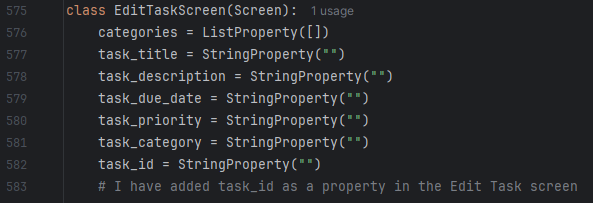 575 class EditTaskScreen(Screen): 1 usage
576 categories = ListProperty([])
577 task_title = StringProperty("")
578 task_description = StringProperty("")
579 task_due_date = StringProperty("")
580 task_priority = StringProperty("")
581 task_category = StringProperty("")
582 task_id = StringProperty("")
583 # I have added task_id as a property in the Edit Task screen